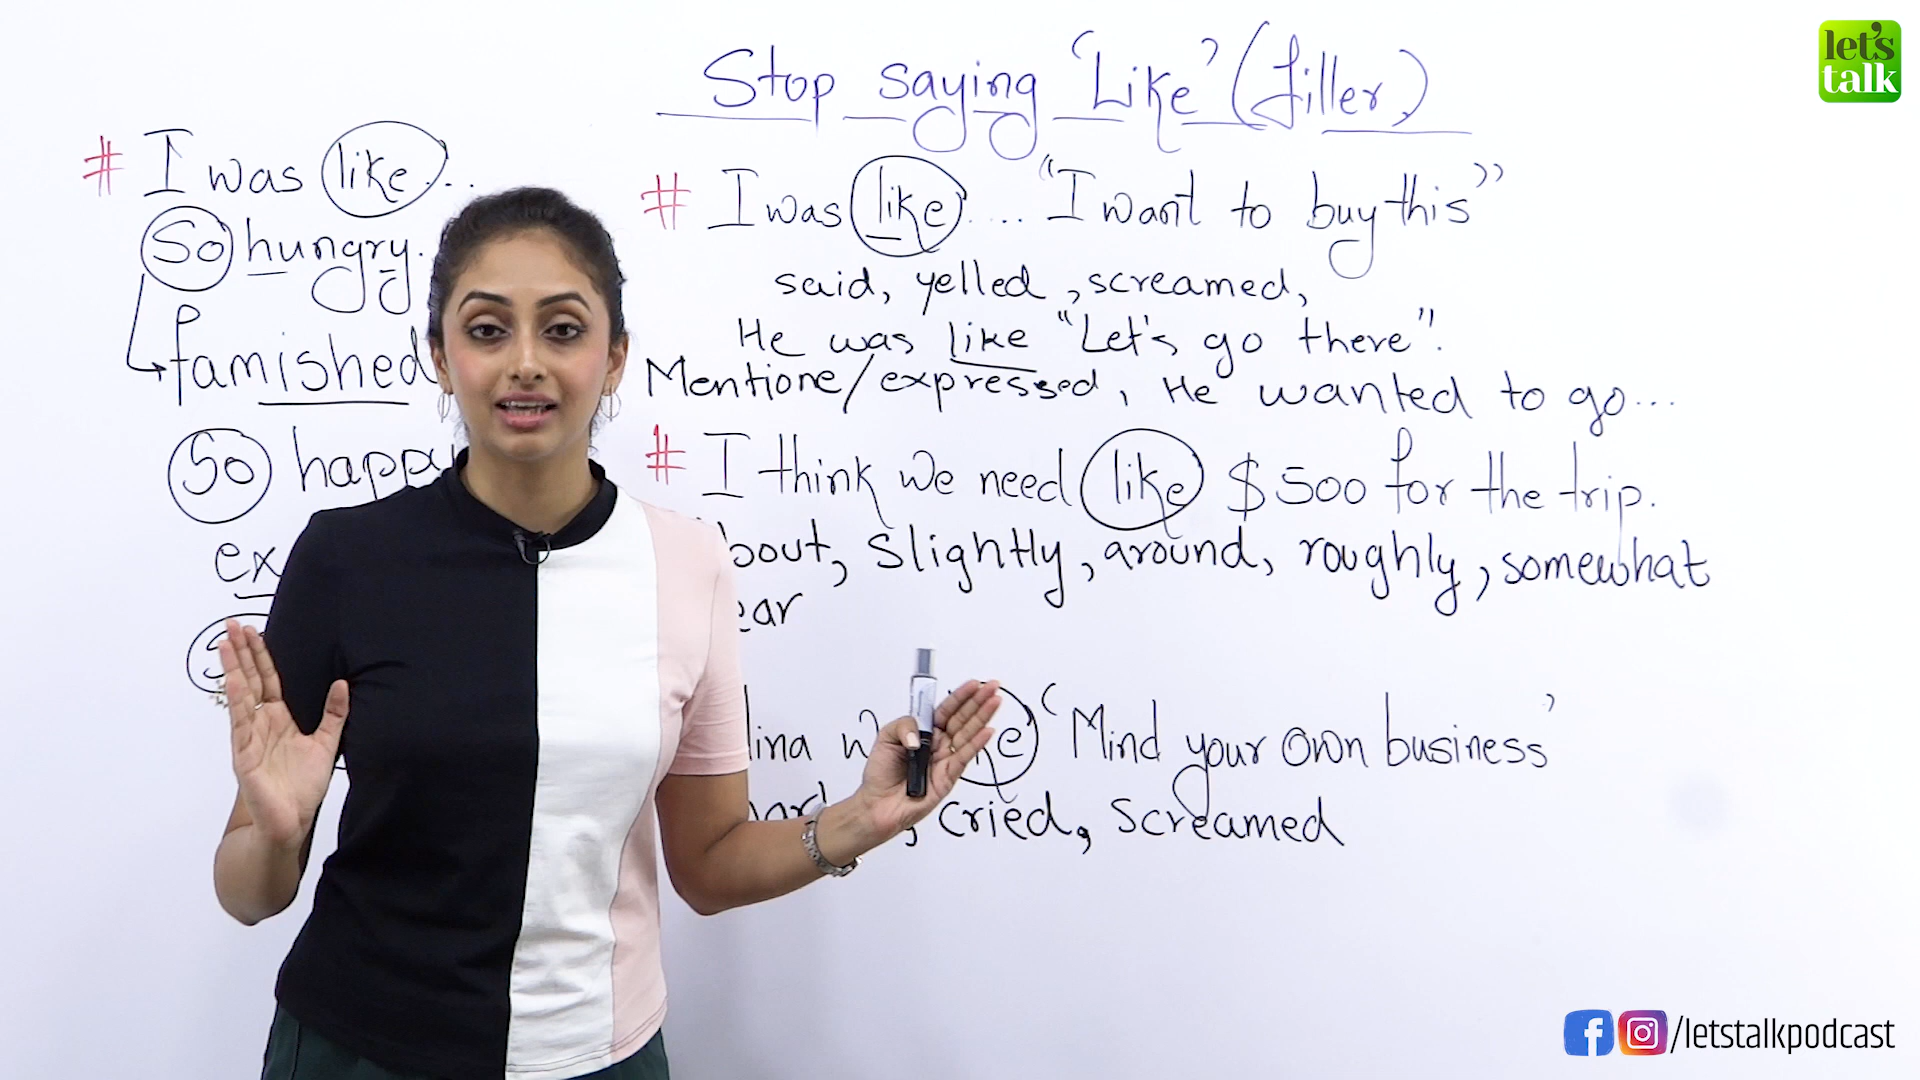 Stop saying 'Like' (filler)
let's
talk
# I was like...
So hungry.
famished
So happy
# I was like.... "I want to buy this"
said, yelled, screamed,
He was like "Let's go there".
Mentione/expressed, He wanted to go...
# I think we need like $500 for the trip.
bout, slightly, around, roughly, somewhat
ear
lina w ke 'Mind your own business'
, cried, screamed
/letstalkpodcast